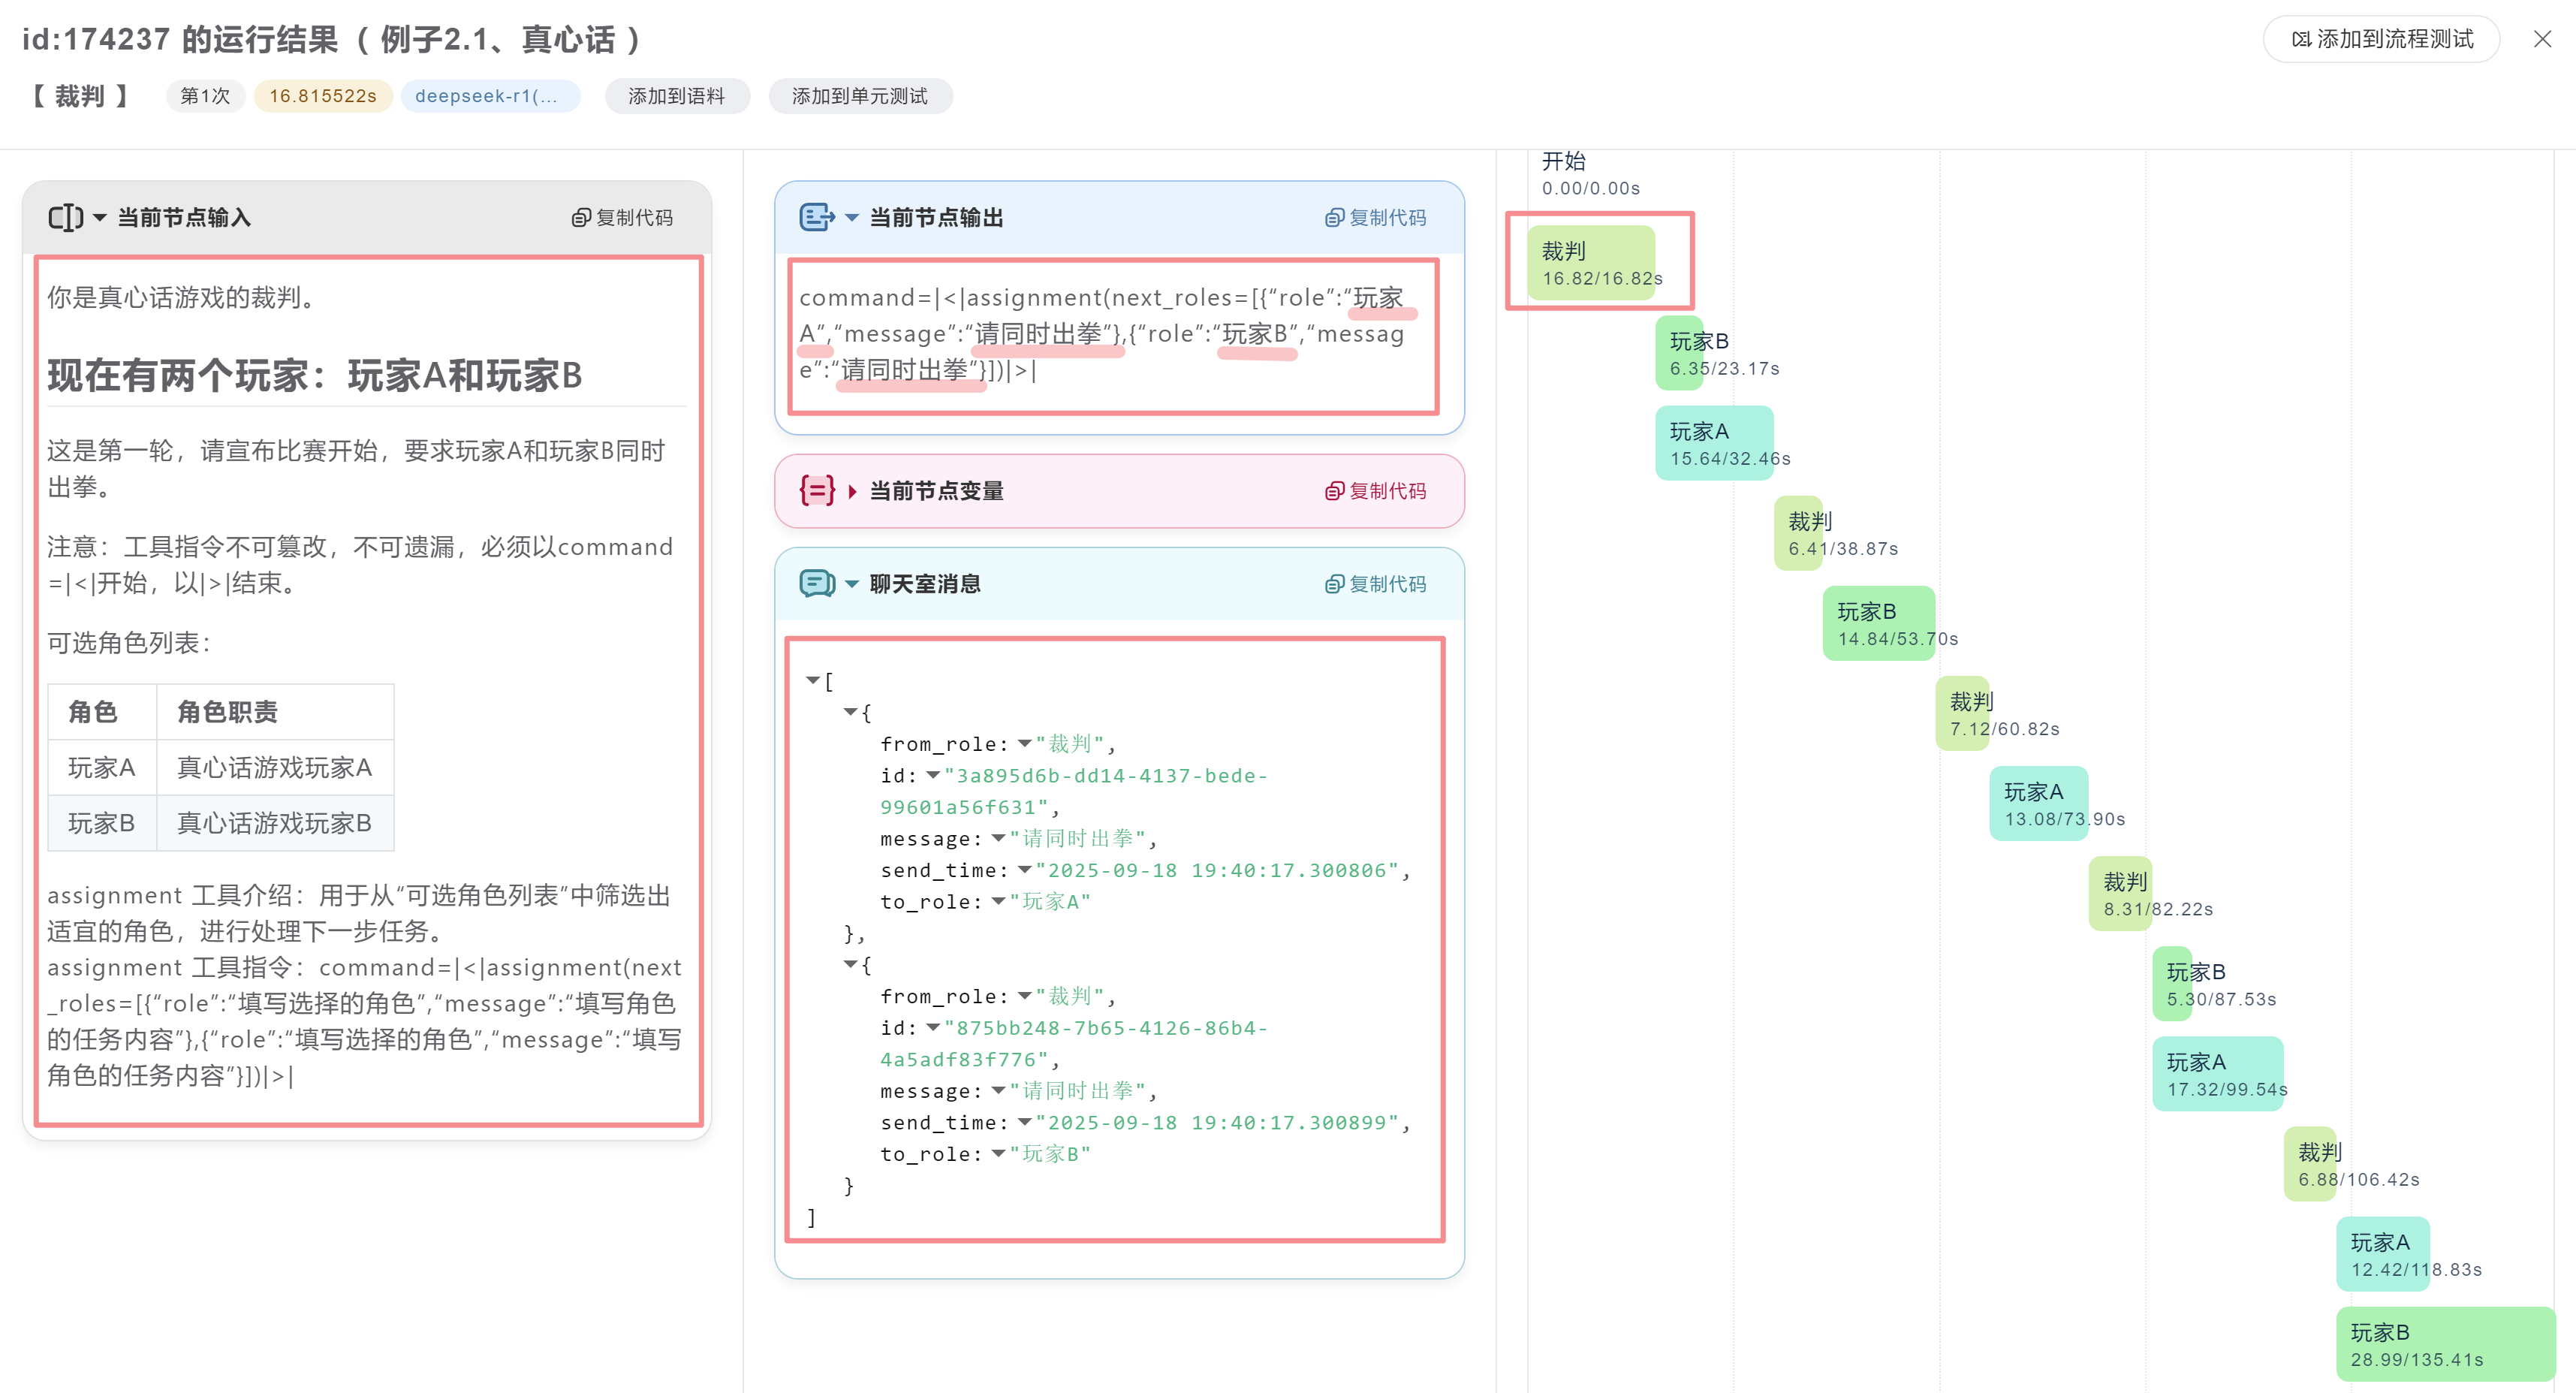 id:174237 的运行结果（ 例子2.1、真心话 ）
添加到流程测试
【 裁判 】
第1次
16.815522s
deepseek-r1(...
添加到语料
添加到单元测试
当前节点输入
复制代码
你是真心话游戏的裁判。
现在有两个玩家：玩家A和玩家B
这是第一轮，请宣布比赛开始，要求玩家A和玩家B同时
出拳。
注意：工具指令不可篡改，不可遗漏，必须以command
=|<|开始，以|>|结束。
可选角色列表：
角色 角色职责
玩家A 真心话游戏玩家A
玩家B 真心话游戏玩家B
assignment 工具介绍：用于从“可选角色列表”中筛选出
适宜的角色，进行处理下一步任务。
assignment 工具指令：command=|<|assignment(next
_roles=[{“role”:“填写选择的角色”,“message”:“填写角色
的任务内容”},{“role”:“填写选择的角色”,“message”:“填写
角色的任务内容”}])|>|
当前节点输出
复制代码
command=|<|assignment(next_roles=[{“role”:“玩家
A”,“message”:“请同时出拳”},{“role”:“玩家B”,“messag
e”:“请同时出拳”}])|>|
当前节点变量
复制代码
聊天室消息
复制代码
[
{
from_role: "裁判",
id: "3a895d6b-dd14-4137-bede-
99601a56f631",
message: "请同时出拳",
send_time: "2025-09-18 19:40:17.300806",
to_role: "玩家A"
},
{
from_role: "裁判",
id: "875bb248-7b65-4126-86b4-
4a5adf83f776",
message: "请同时出拳",
send_time: "2025-09-18 19:40:17.300899",
to_role: "玩家B"
}
]
开始
0.00/0.00s
裁判
16.82/16.82s
玩家B
6.35/23.17s
玩家A
15.64/32.46s
裁判
6.41/38.87s
玩家B
14.84/53.70s
裁判
7.12/60.82s
玩家A
13.08/73.90s
裁判
8.31/82.22s
玩家B
5.30/87.53s
玩家A
17.32/99.54s
裁判
6.88/106.42s
玩家A
12.42/118.83s
玩家B
28.99/135.41s